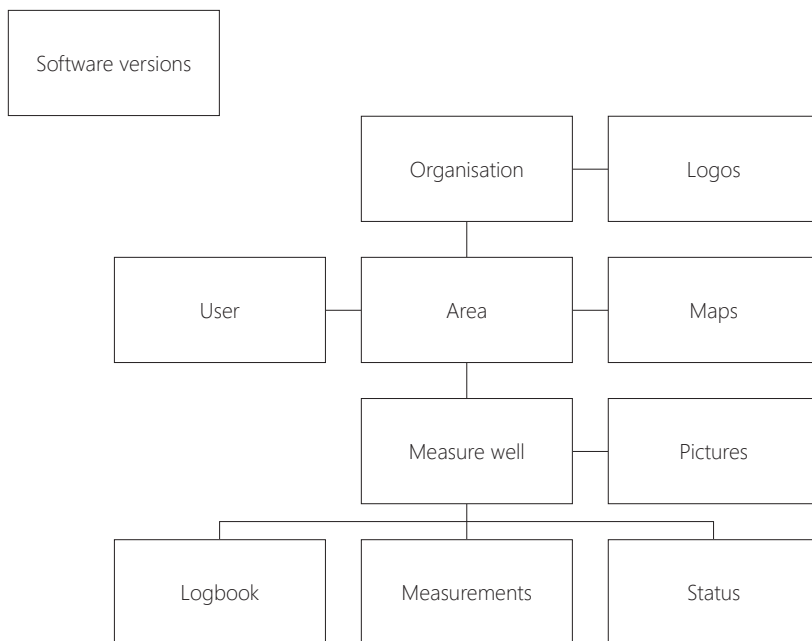 Software versions
Organisation
Logos
User
Area
Maps
Measure well
Pictures
Logbook
Measurements
Status